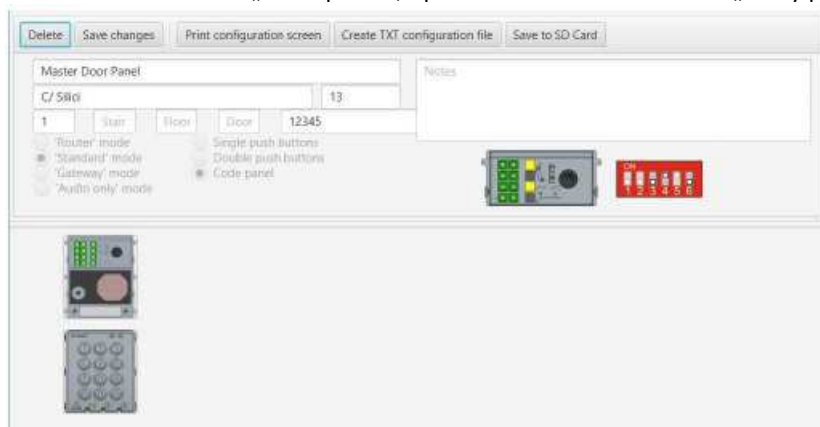 Delete Save changes Print configuration screen Create TXT configuration file Save to SD Card
Master Door Panel Notes
C/ Silici 13
1 Stair Floor Door 12345
'Router' mode Single push buttons
'Standard' mode Double push buttons
'Gateway' mode Code panel
'Audio only' mode
ON
1 2 3 4 5 6